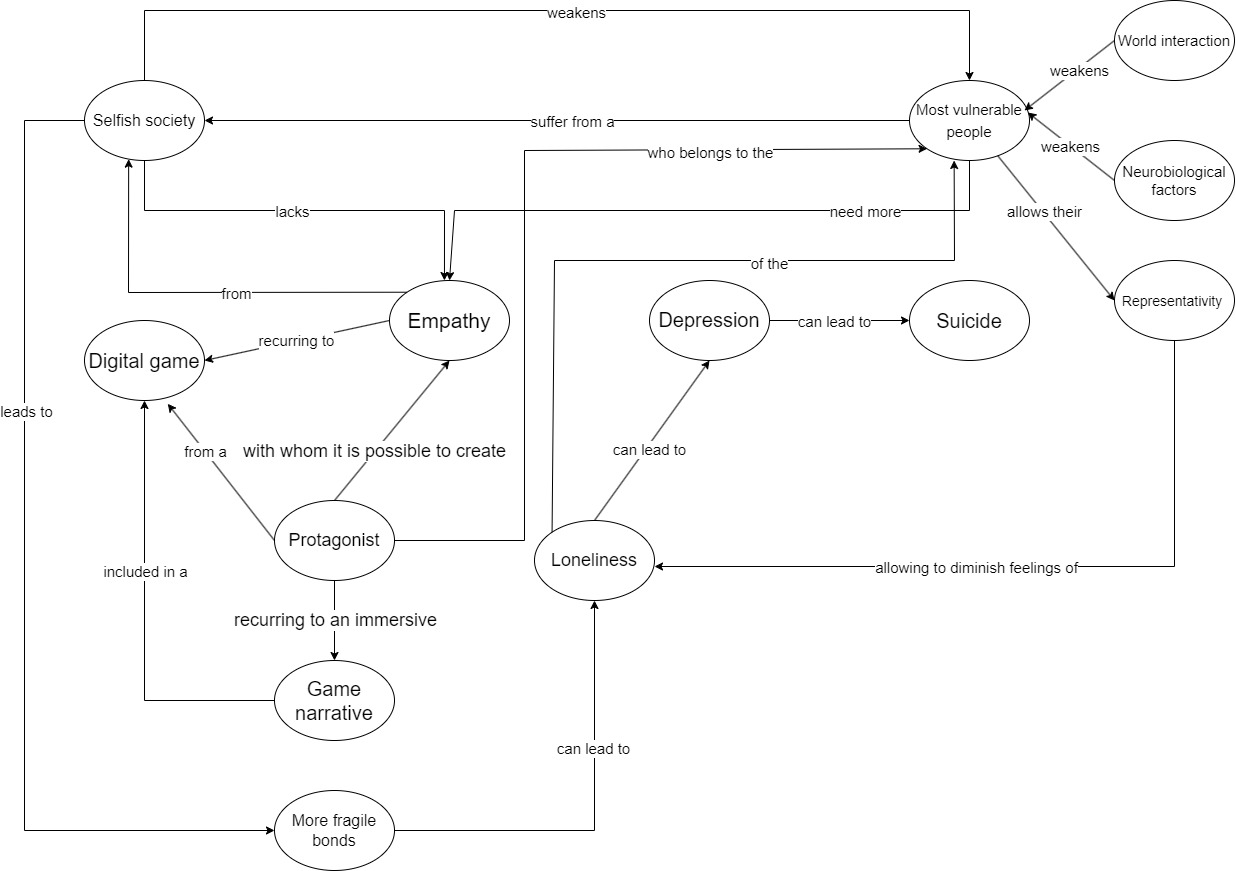 weakens
World interaction
weakens
Selfish society
suffer from a
Most vulnerable
people
who belongs to the
weakens
Neurobiological
factors
lacks
need more
allows their
from
of the
Empathy
Depression
can lead to
Suicide
Representativity
recurring to
Digital game
leads to
from a
with whom it is possible to create
can lead to
Protagonist
Loneliness
allowing to diminish feelings of
included in a
recurring to an immersive
Game
narrative
can lead to
More fragile
bonds